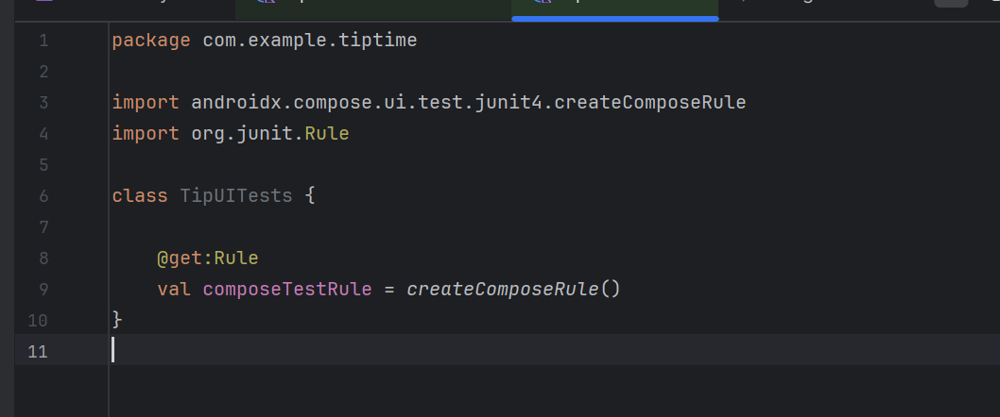 1 package com.example.tiptime
2
3 import androidx.compose.ui.test.junit4.createComposeRule
4 import org.junit.Rule
5
6 class TipUITests {
7
8 @get:Rule
9 val composeTestRule = createComposeRule()
10 }
11